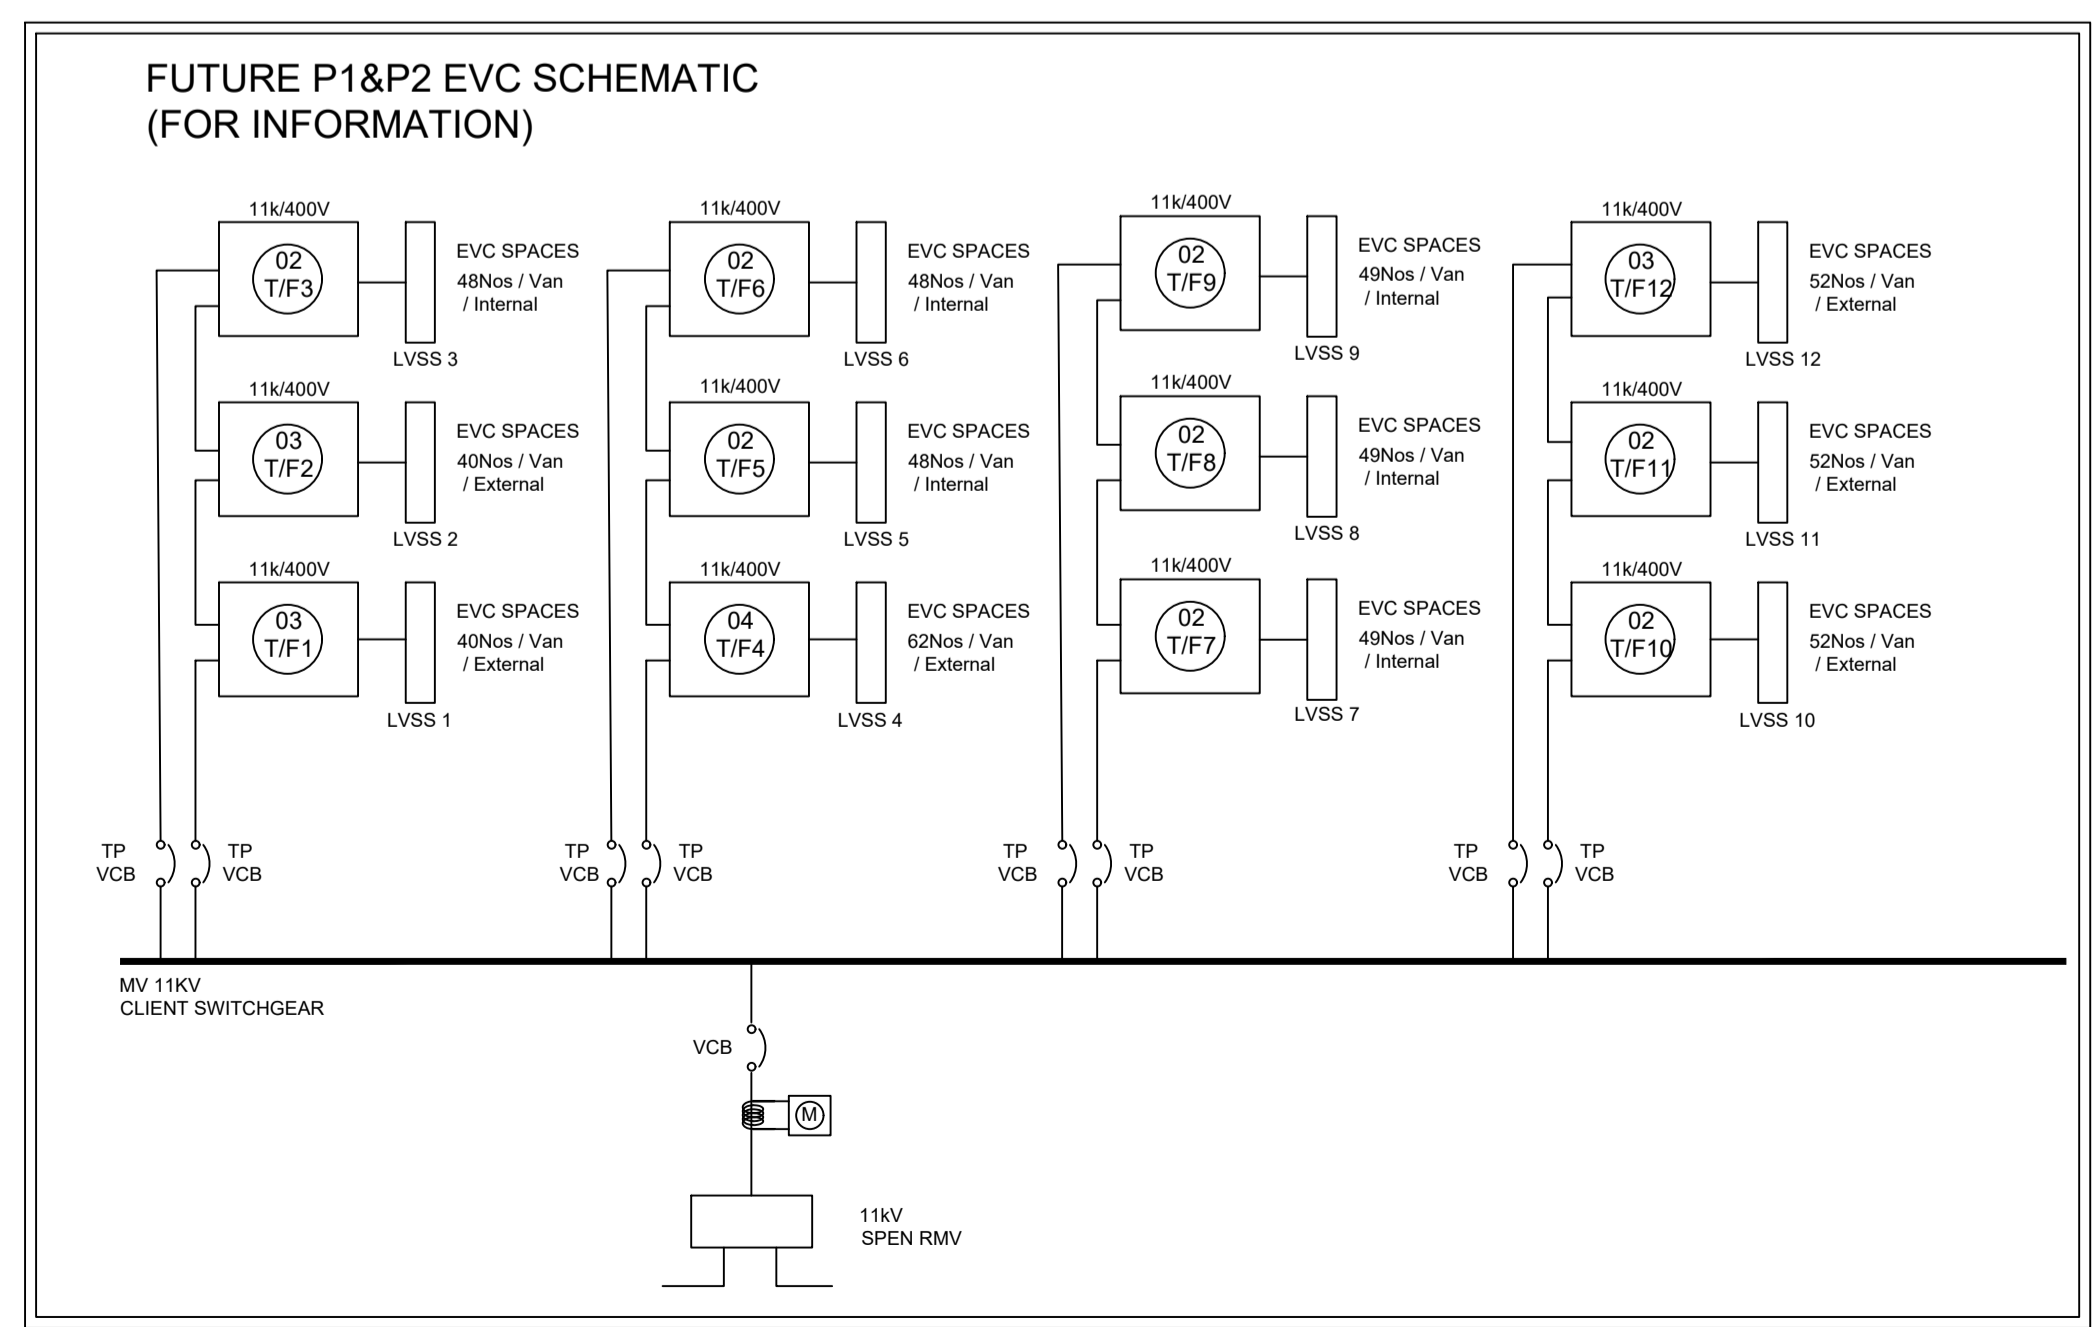 FUTURE P1&P2 EVC SCHEMATIC
(FOR INFORMATION)
11k/400V
02
T/F3
EVC SPACES
48Nos / Van
/ Internal
LVSS 3
11k/400V
03
T/F2
EVC SPACES
40Nos / Van
/ External
LVSS 2
11k/400V
03
T/F1
EVC SPACES
40Nos / Van
/ External
LVSS 1
TP
VCB
TP
VCB
11k/400V
02
T/F6
EVC SPACES
48Nos / Van
/ Internal
LVSS 6
11k/400V
02
T/F5
EVC SPACES
48Nos / Van
/ Internal
LVSS 5
11k/400V
04
T/F4
EVC SPACES
62Nos / Van
/ External
LVSS 4
TP
VCB
TP
VCB
11k/400V
02
T/F9
EVC SPACES
49Nos / Van
/ Internal
LVSS 9
11k/400V
02
T/F8
EVC SPACES
49Nos / Van
/ Internal
LVSS 8
11k/400V
02
T/F7
EVC SPACES
49Nos / Van
/ Internal
LVSS 7
TP
VCB
TP
VCB
11k/400V
03
T/F12
EVC SPACES
52Nos / Van
/ External
LVSS 12
11k/400V
02
T/F11
EVC SPACES
52Nos / Van
/ External
LVSS 11
11k/400V
02
T/F10
EVC SPACES
52Nos / Van
/ External
LVSS 10
TP
VCB
TP
VCB
MV 11KV
CLIENT SWITCHGEAR
VCB
M
11kV
SPEN RMV